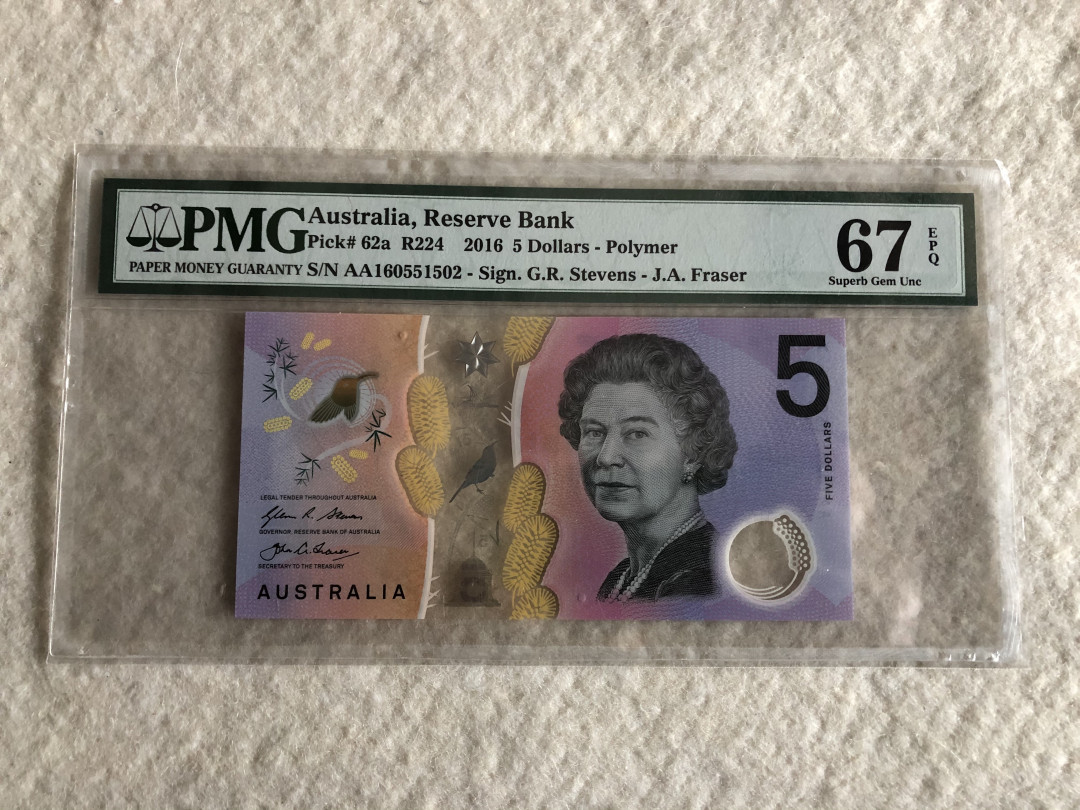 PMG
PAPER MONEY GUARANTY
Australia, Reserve Bank
Pick# 62a R224 2016 5 Dollars - Polymer
S/N AA160551502 - Sign. G.R. Stevens - J.A. Fraser
67
EPQ
Superb Gem Unc
5
FIVE DOLLARS
LEGAL TENDER THROUGHOUT AUSTRALIA
GOVERNOR, RESERVE BANK OF AUSTRALIA
SECRETARY TO THE TREASURY
AUSTRALIA